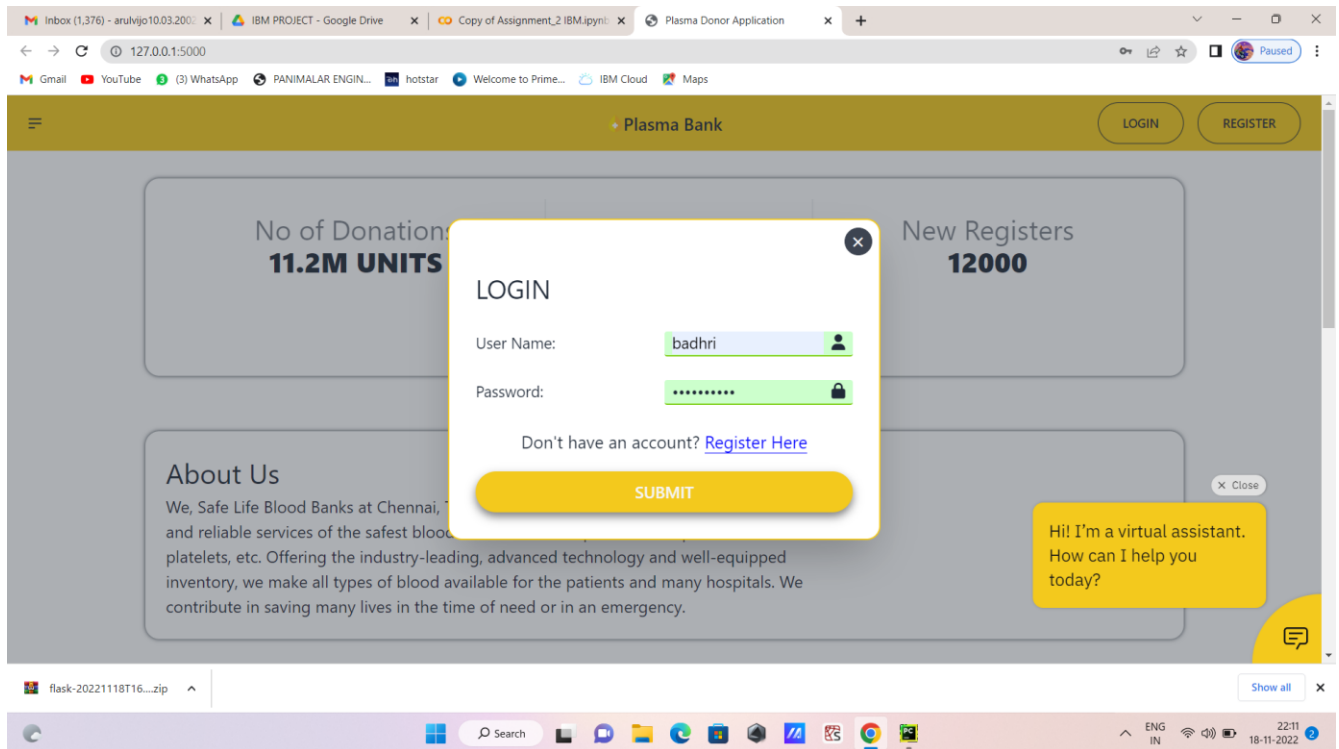 Inbox (1,376) - arulvijo10.03.200
IBM PROJECT - Google Drive
Copy of Assignment_2 IBM.ipynb
Plasma Donor Application
127.0.0.1:5000
Paused
Gmail
YouTube
(3) WhatsApp
PANIMALAR ENGIN...
hotstar
Welcome to Prime...
IBM Cloud
Maps
Plasma Bank
LOGIN
REGISTER
No of Donations
11.2M UNITS
New Registers
12000
LOGIN
User Name:
badhri
Password:
••••••••••
Don't have an account? Register Here
SUBMIT
About Us
We, Safe Life Blood Banks at Chennai,
and reliable services of the safest blood
platelets, etc. Offering the industry-leading, advanced technology and well-equipped
inventory, we make all types of blood available for the patients and many hospitals. We
contribute in saving many lives in the time of need or in an emergency.
Close
Hi! I'm a virtual assistant.
How can I help you
today?
flask-20221118T16....zip
Show all
Search
ENG
IN
22:11
18-11-2022
2